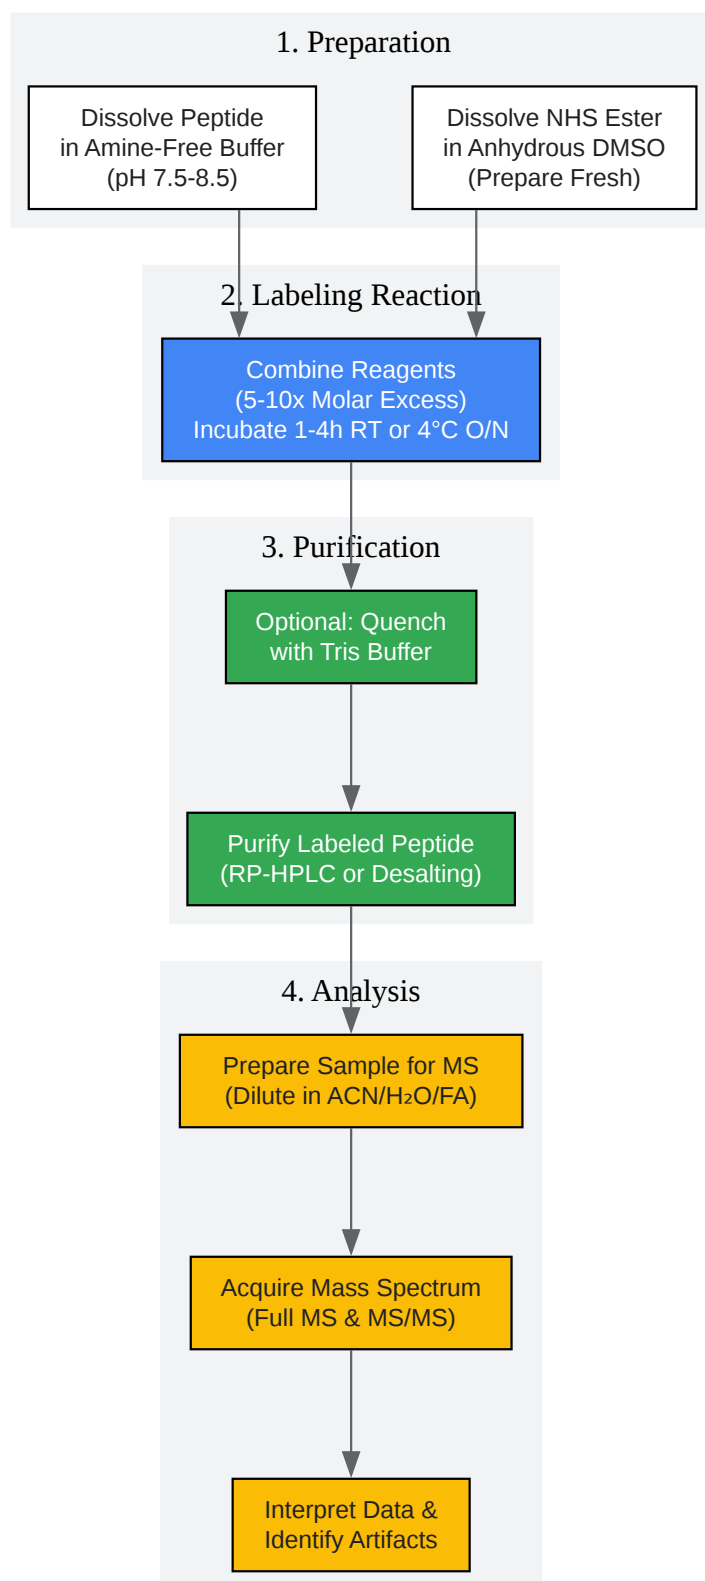 1. Preparation
Dissolve Peptide
in Amine-Free Buffer
(pH 7.5-8.5)
Dissolve NHS Ester
in Anhydrous DMSO
(Prepare Fresh)
2. Labeling Reaction
Combine Reagents
(5-10x Molar Excess)
Incubate 1-4h RT or 4°C O/N
3. Purification
Optional: Quench
with Tris Buffer
Purify Labeled Peptide
(RP-HPLC or Desalting)
4. Analysis
Prepare Sample for MS
(Dilute in ACN/H₂O/FA)
Acquire Mass Spectrum
(Full MS & MS/MS)
Interpret Data &
Identify Artifacts